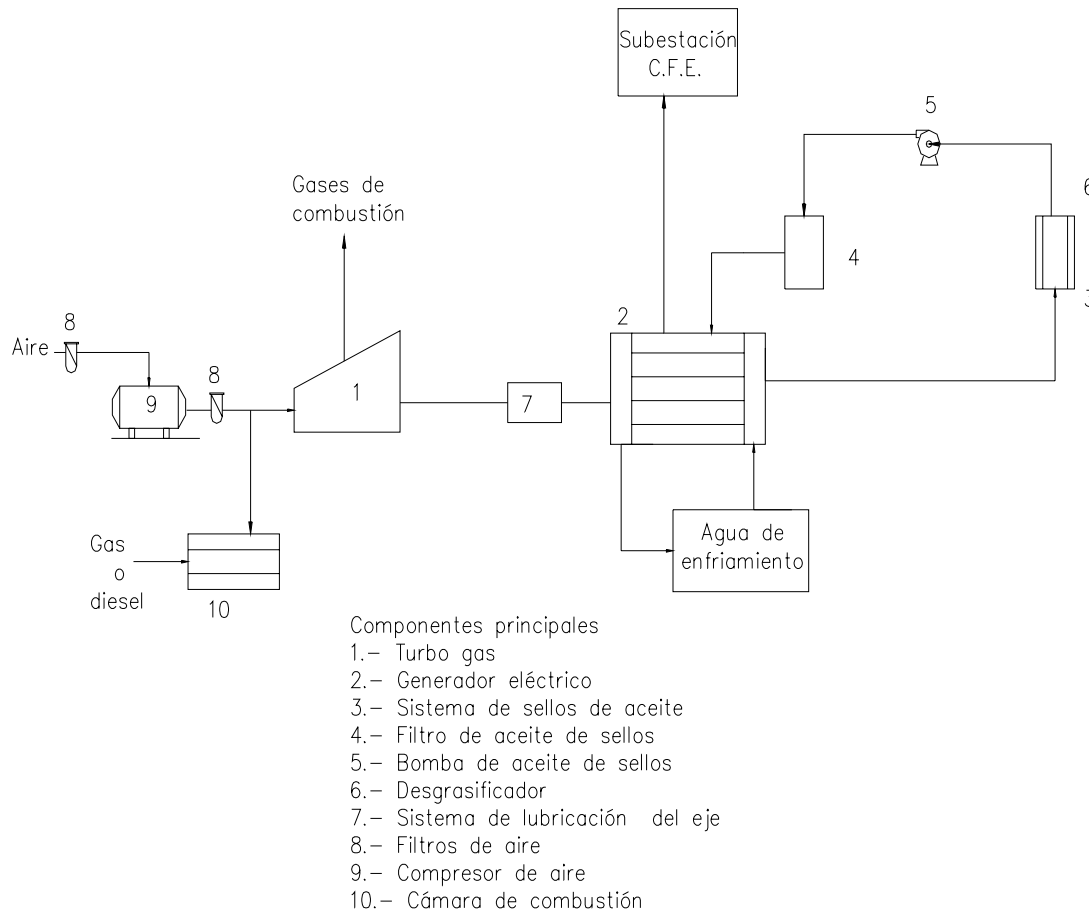 Subestación
C.F.E.
5
Gases de
combustión
6
4
3
2
8
Aire
8
1
9
7
Gas
o
diesel
10
Agua de
enfriamiento
Componentes principales
1.– Turbo gas
2.– Generador eléctrico
3.– Sistema de sellos de aceite
4.– Filtro de aceite de sellos
5.– Bomba de aceite de sellos
6.– Desgrasificador
7.– Sistema de lubricación del eje
8.– Filtros de aire
9.– Compresor de aire
10.– Cámara de combustión